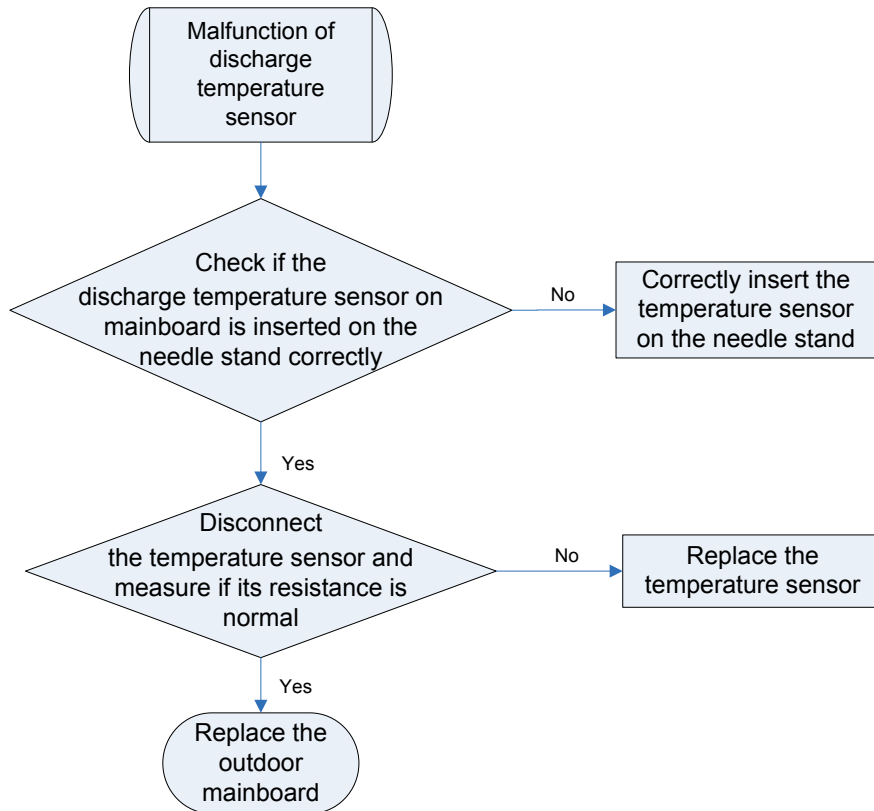 Malfunction of
discharge
temperature
sensor
Check if the
discharge temperature sensor on
mainboard is inserted on the
needle stand correctly
No
Correctly insert the
temperature sensor
on the needle stand
Yes
Disconnect
the temperature sensor and
measure if its resistance is
normal
No
Replace the
temperature sensor
Yes
Replace the
outdoor
mainboard